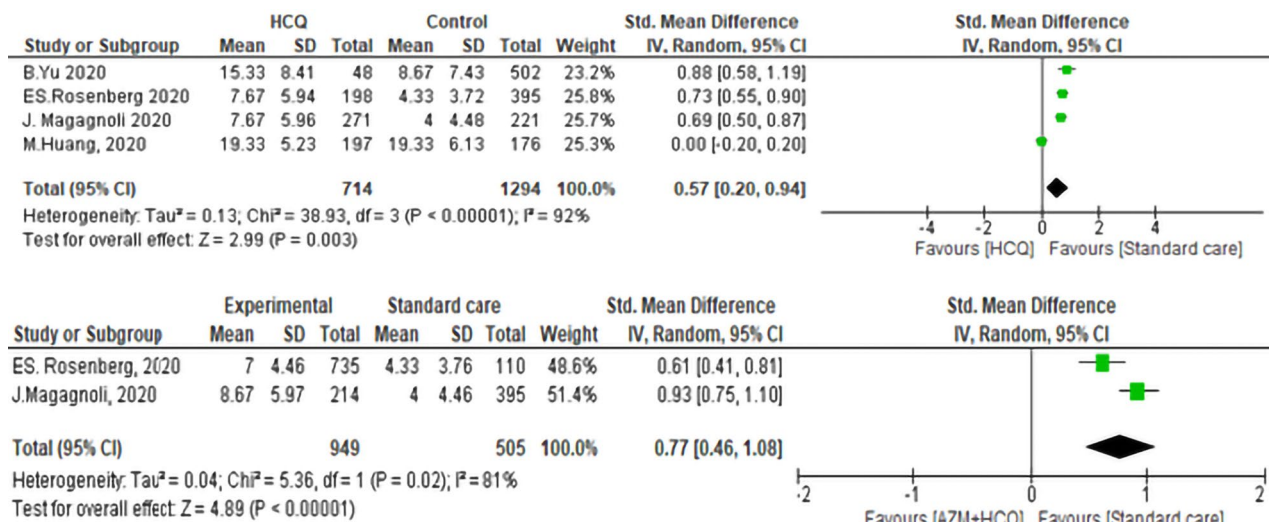 HCQ Control Std. Mean Difference Std. Mean Difference
Study or Subgroup Mean SD Total Mean SD Total Weight IV, Random, 95% CI IV, Random, 95% CI
B.Yu 2020 15.33 8.41 48 8.67 7.43 502 23.2% 0.88 [0.58, 1.19]
ES.Rosenberg 2020 7.67 5.94 198 4.33 3.72 395 25.8% 0.73 [0.55, 0.90]
J. Magagnoli 2020 7.67 5.96 271 4 4.48 221 25.7% 0.69 [0.50, 0.87]
M.Huang, 2020 19.33 5.23 197 19.33 6.13 176 25.3% 0.00 [-0.20, 0.20]
Total (95% CI) 714 1294 100.0% 0.57 [0.20, 0.94]
Heterogeneity: Tau² = 0.13; Chi² = 38.93, df = 3 (P < 0.00001); I² = 92%
Test for overall effect: Z = 2.99 (P = 0.003)
-4 -2 0 2 4
Favours [HCQ] Favours [Standard care]
Experimental Standard care Std. Mean Difference Std. Mean Difference
Study or Subgroup Mean SD Total Mean SD Total Weight IV, Random, 95% CI IV, Random, 95% CI
ES. Rosenberg, 2020 7 4.46 735 4.33 3.76 110 48.6% 0.61 [0.41, 0.81]
J.Magagnoli, 2020 8.67 5.97 214 4 4.46 395 51.4% 0.93 [0.75, 1.10]
Total (95% CI) 949 505 100.0% 0.77 [0.46, 1.08]
Heterogeneity: Tau² = 0.04; Chi² = 5.36, df = 1 (P = 0.02); I² = 81%
Test for overall effect: Z = 4.89 (P < 0.00001)
-2 -1 0 1 2
Favours [AZM+HCQ] Favours [Standard care]